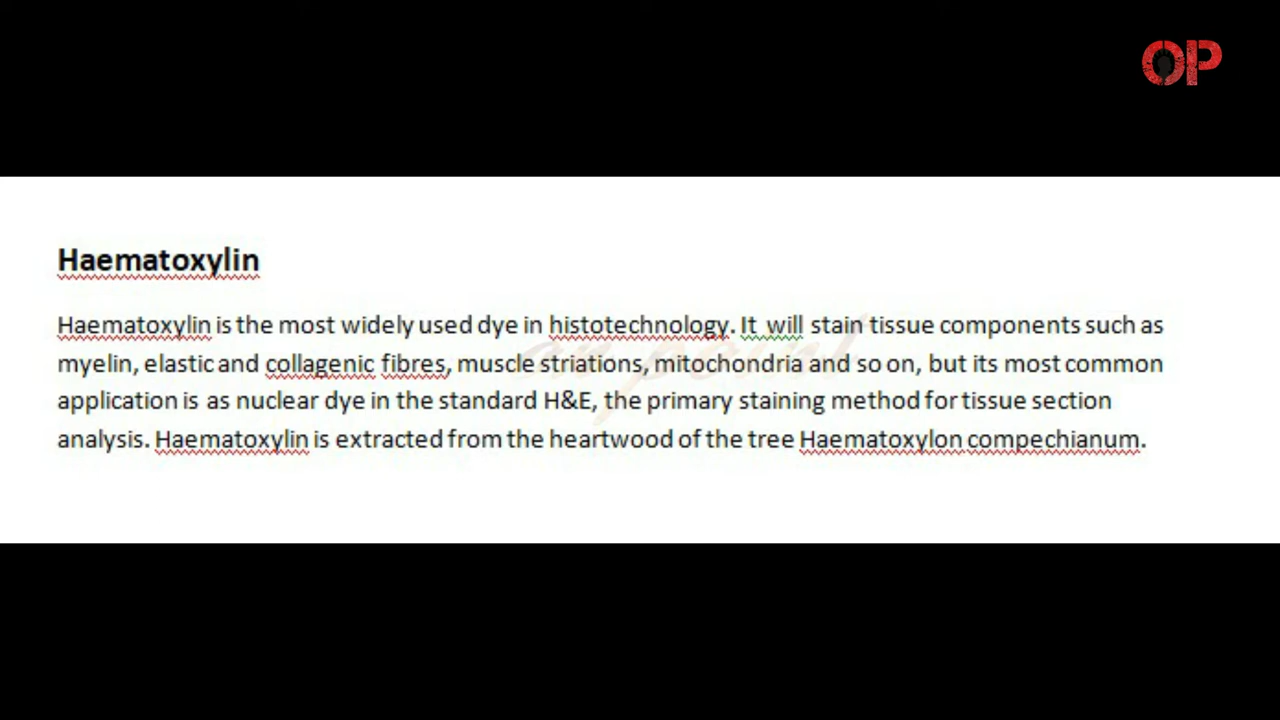 OP
Haematoxylin
Haematoxylin is the most widely used dye in histotechnology. It will stain tissue components such as
myelin, elastic and collagenic fibres, muscle striations, mitochondria and so on, but its most common
application is as nuclear dye in the standard H&E, the primary staining method for tissue section
analysis. Haematoxylin is extracted from the heartwood of the tree Haematoxylon compechianum.
on point